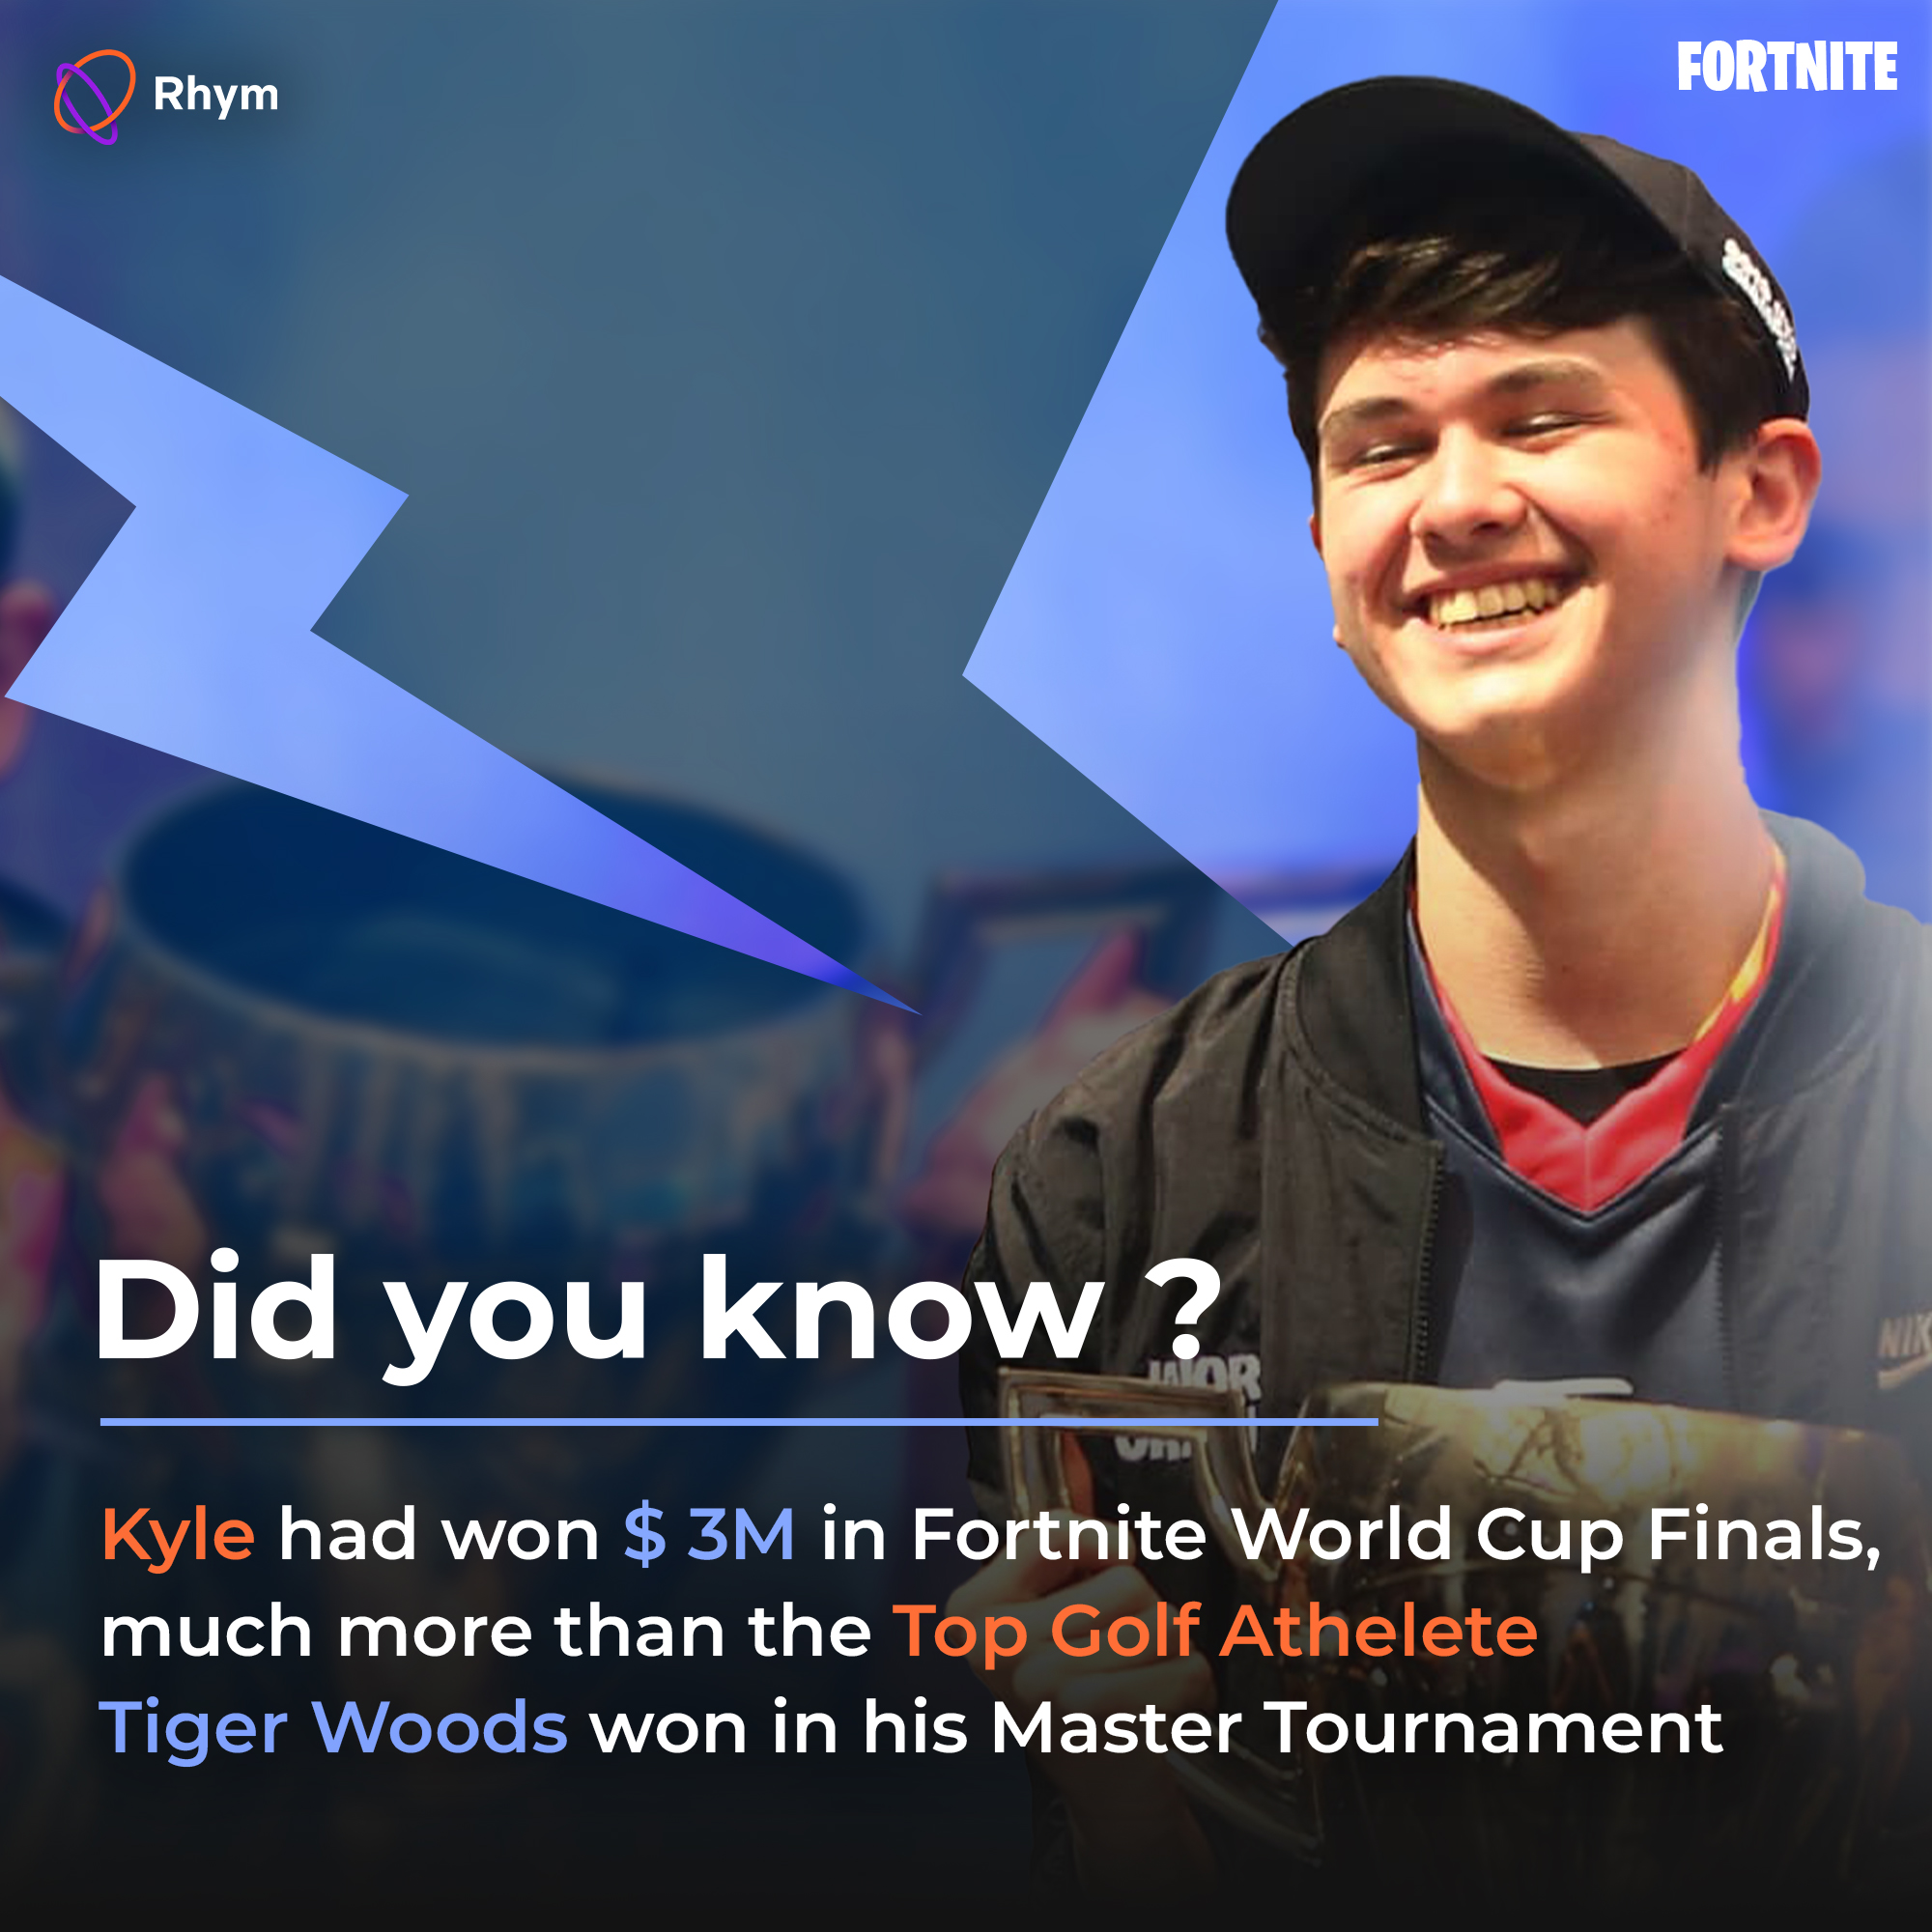 Rhym
FORTNITE
Did you know ?
Kyle had won $ 3M in Fortnite World Cup Finals,
much more than the Top Golf Athelete
Tiger Woods won in his Master Tournament